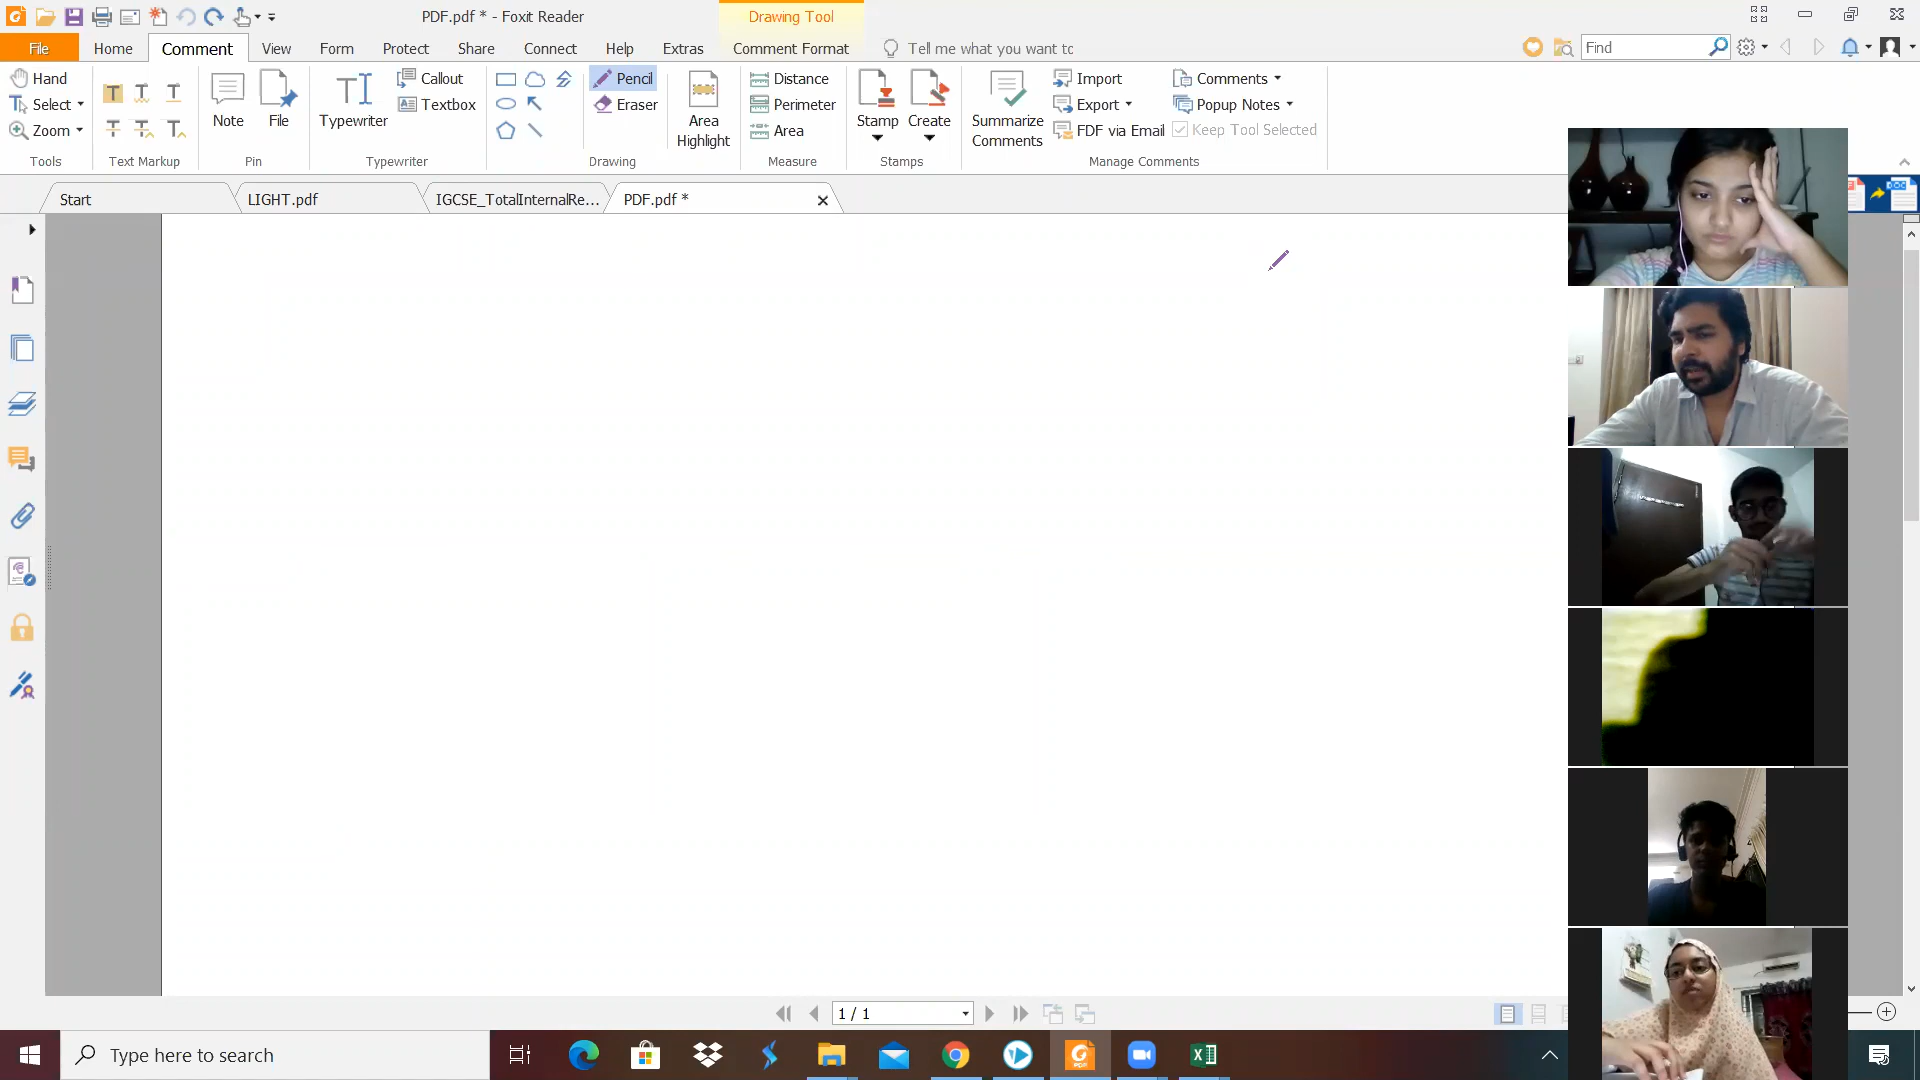 PDF.pdf * - Foxit Reader
Drawing Tool
File
Home
Comment
View
Form
Protect
Share
Connect
Help
Extras
Comment Format
Tell me what you want to
Find
Hand
Select
Zoom
Tools
Text Markup
Note
File
Pin
Typewriter
Callout
Textbox
Typewriter
Pencil
Eraser
Drawing
Area
Highlight
Distance
Perimeter
Area
Measure
Stamp
Create
Stamps
Summarize
Comments
Import
Export
FDF via Email
Comments
Popup Notes
Keep Tool Selected
Manage Comments
Start
LIGHT.pdf
IGCSE_TotalInternalRe...
PDF.pdf *
1 / 1
Type here to search